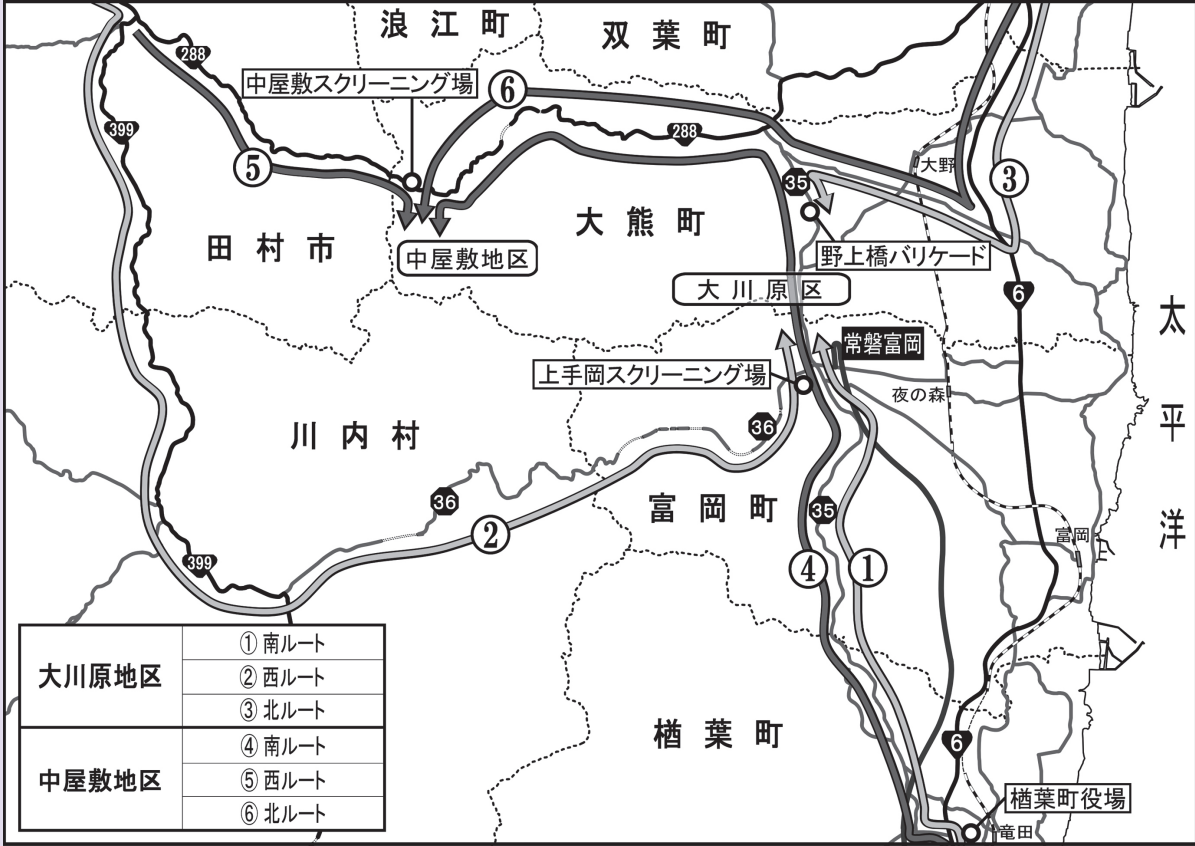 浪江町
双葉町
288
中屋敷スクリーニング場
⑥
399
288
⑤
大野
35
③
田村市
大熊町
中屋敷地区
野上橋バリケード
大川原区
6
太平洋
常磐富岡
上手岡スクリーニング場
夜の森
川内村
36
36
富岡町
35
②
富岡
399
④
①
大川原地区
① 南ルート
② 西ルート
③ 北ルート
中屋敷地区
④ 南ルート
⑤ 西ルート
⑥ 北ルート
楢葉町
6
楢葉町役場
竜田